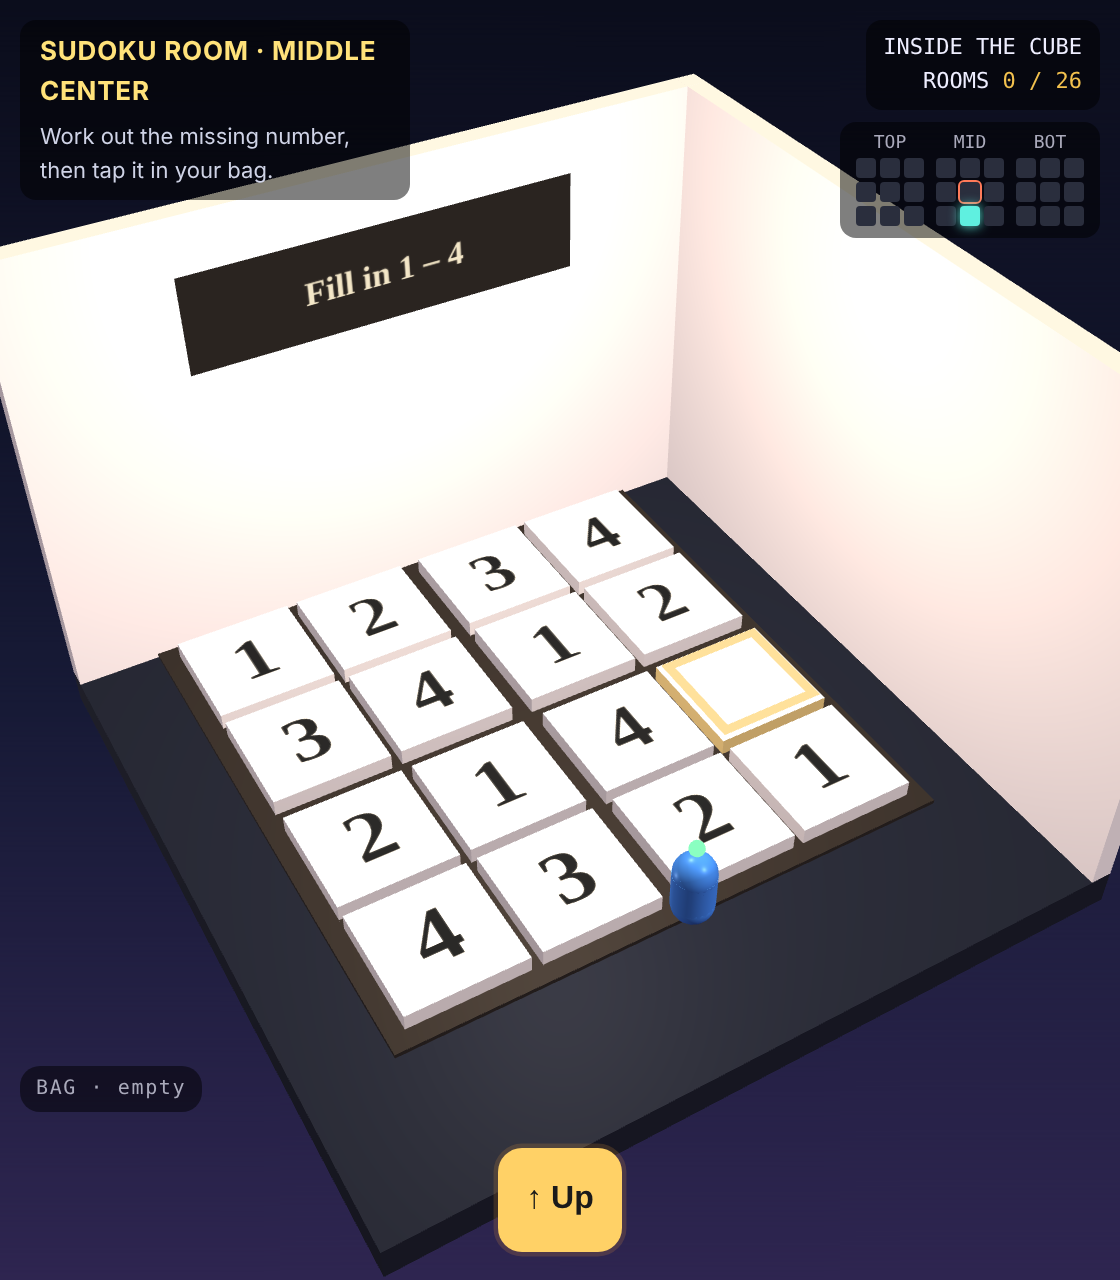 SUDOKU ROOM · MIDDLE
CENTER
Work out the missing number,
then tap it in your bag.
INSIDE THE CUBE
ROOMS 0 / 26
TOP MID BOT
Fill in 1 – 4
1 2 3 4
3 4 1 2
2 1 4
4 3 2 1
BAG · empty
↑ Up